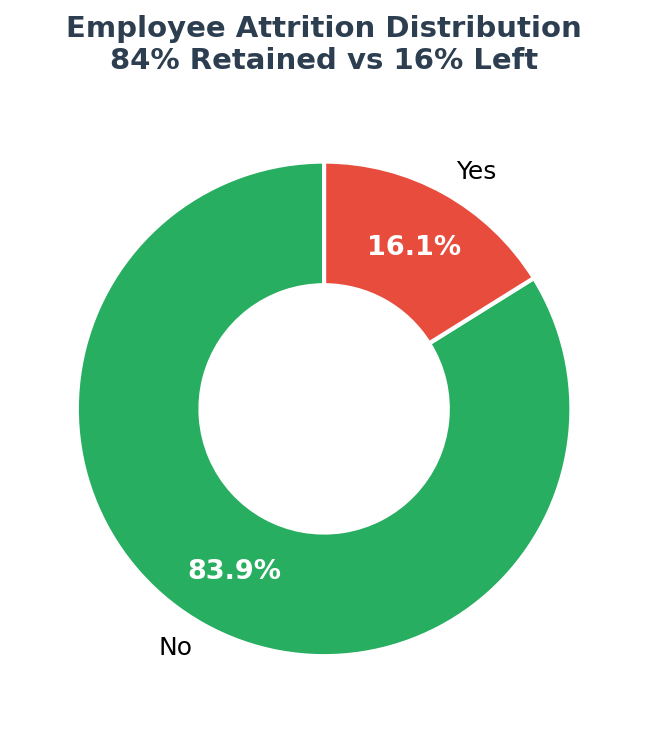 Employee Attrition Distribution
84% Retained vs 16% Left
Yes
16.1%
83.9%
No